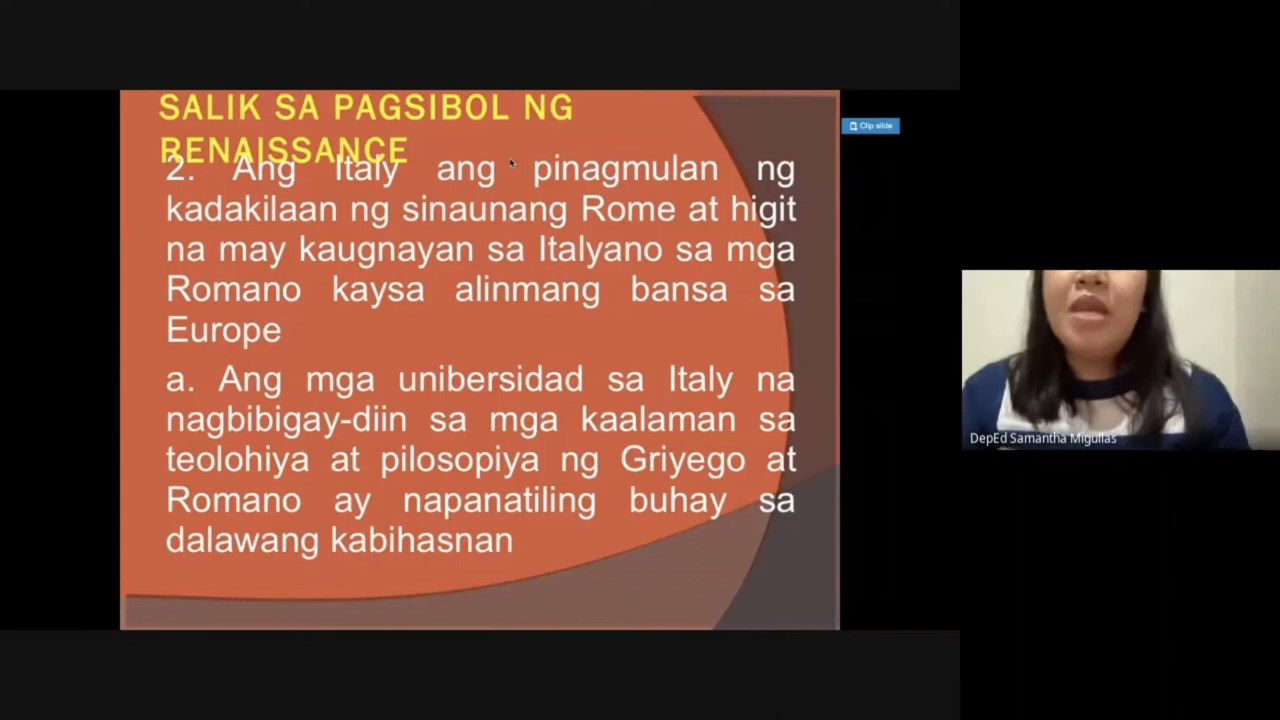 SALIK SA PAGSIBOL NG
RENAISSANCE
2. Ang Italy ang pinagmulan ng
kadakilaan ng sinaunang Rome at higit
na may kaugnayan sa Italyano sa mga
Romano kaysa alinmang bansa sa
Europe
a. Ang mga unibersidad sa Italy na
nagbibigay-diin sa mga kaalaman sa
teolohiya at pilosopiya ng Griyego at
Romano ay napanatiling buhay sa
dalawang kabihasnan
Clip slide
DepEd Samantha Migullas